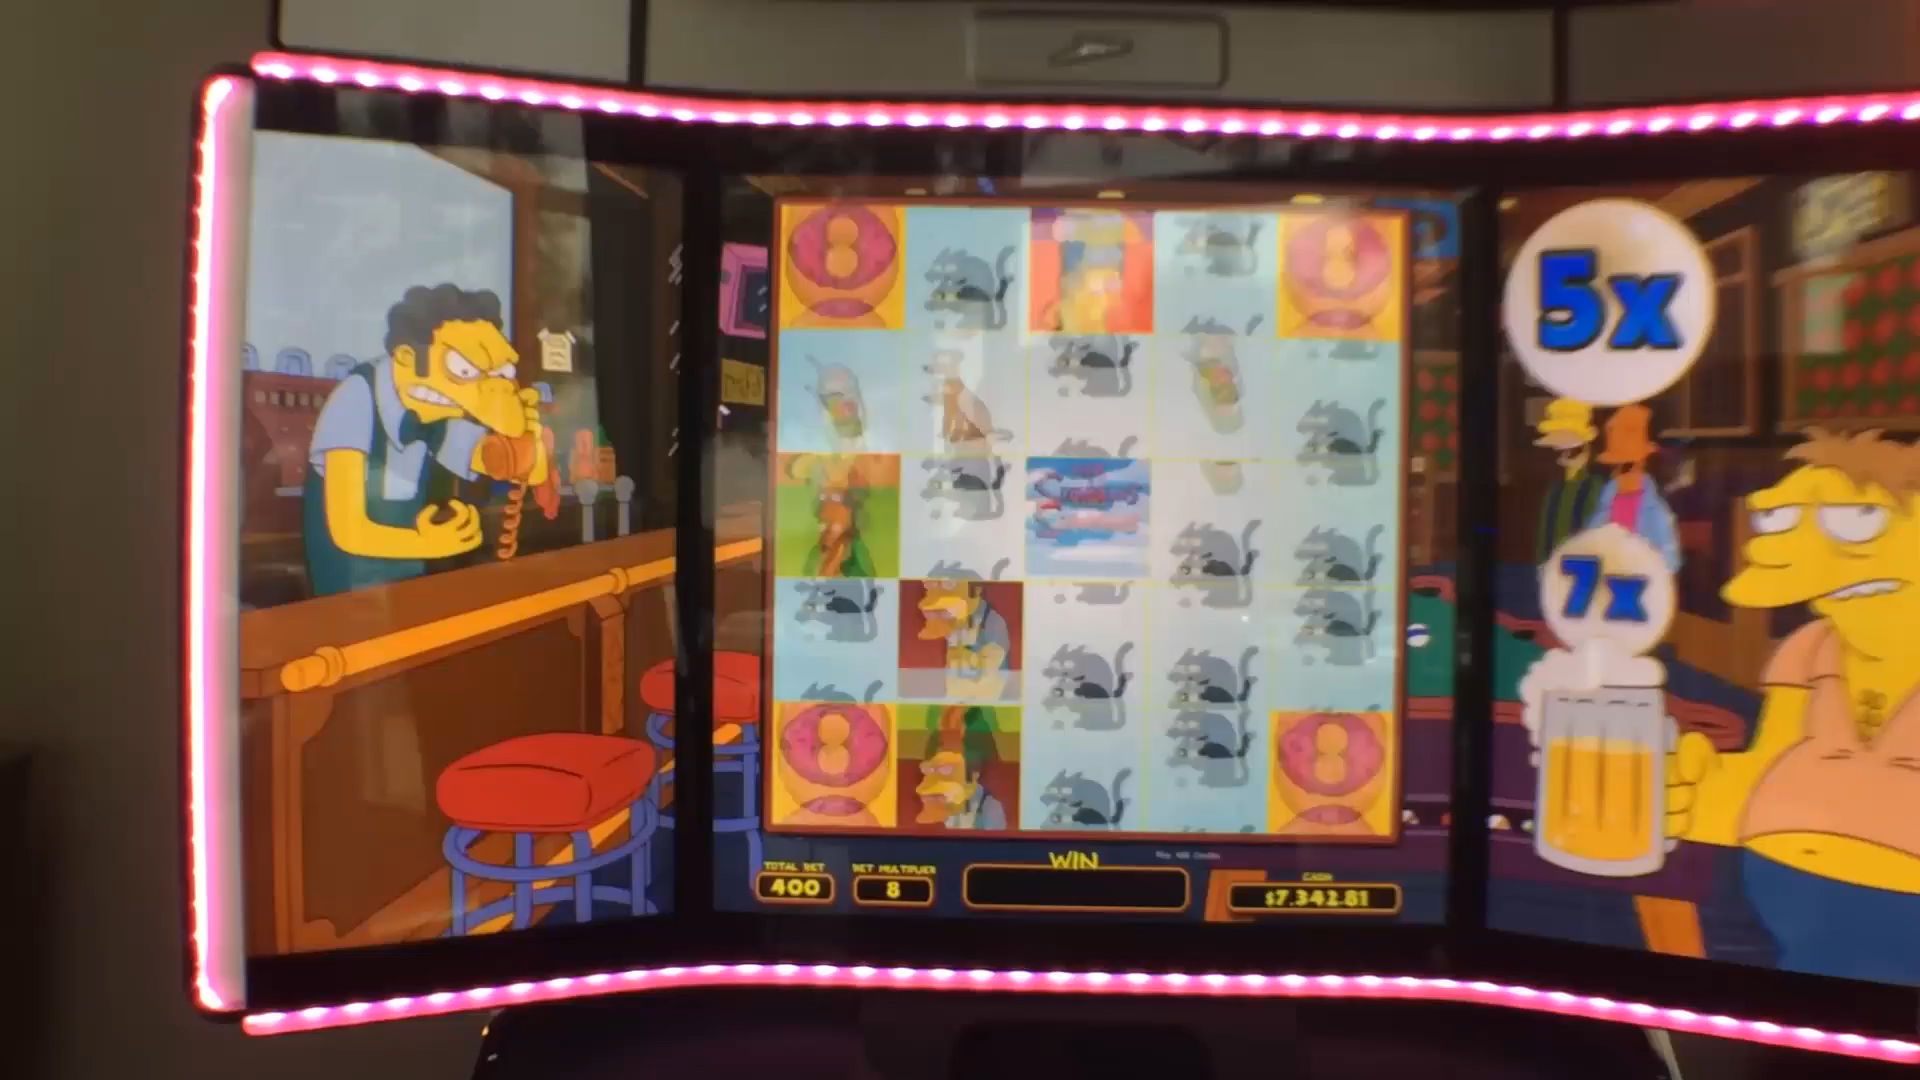 5x
7x
TOTAL BET
BET MULTIPLIER
WIN
CASH
400
8
$7,342.81